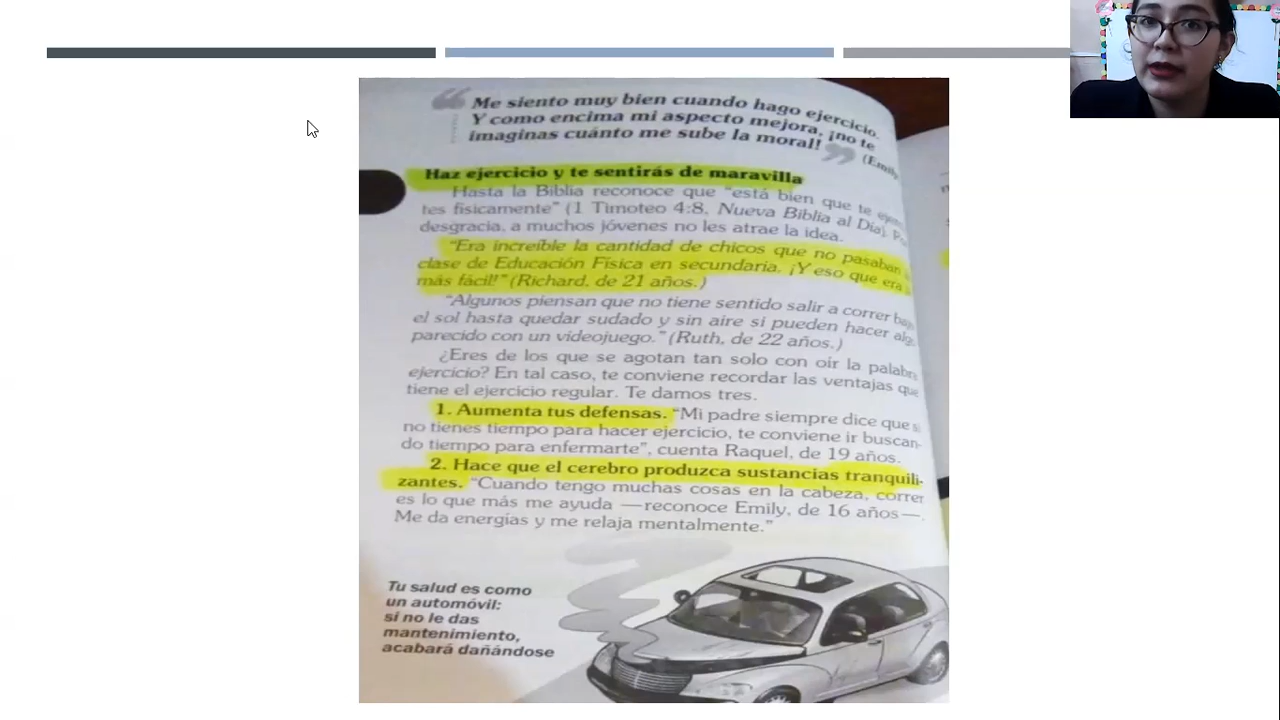 Me siento muy bien cuando hago ejercicio.
Y como encima mi aspecto mejora, ¡no te
imaginas cuánto me sube la moral!
(Emily
Haz ejercicio y te sentirás de maravilla
Hasta la Biblia reconoce que “está bien que te
tes físicamente” (1 Timoteo 4:8, Nueva Biblia al Día).
desgracia, a muchos jóvenes no les atrae la idea.
“Era increíble la cantidad de chicos que no pasaban
clase de Educación Física en secundaria. ¡Y eso que era
más fácil!” (Richard, de 21 años.)
“Algunos piensan que no tiene sentido salir a correr
el sol hasta quedar sudado y sin aire si pueden hacer
parecido con un videojuego.” (Ruth, de 22 años.)
¿Eres de los que se agotan tan solo con oír la palabra
ejercicio? En tal caso, te conviene recordar las ventajas que
tiene el ejercicio regular. Te damos tres.
1. Aumenta tus defensas. “Mi padre siempre dice que
no tienes tiempo para hacer ejercicio, te conviene ir buscan-
do tiempo para enfermarte”, cuenta Raquel, de 19 años.
2. Hace que el cerebro produzca sustancias tranquili-
zantes. “Cuando tengo muchas cosas en la cabeza, correr
es lo que más me ayuda —reconoce Emily, de 16 años—.
Me da energías y me relaja mentalmente.”
Tu salud es como
un automóvil:
si no le das
mantenimiento,
acabará dañándose